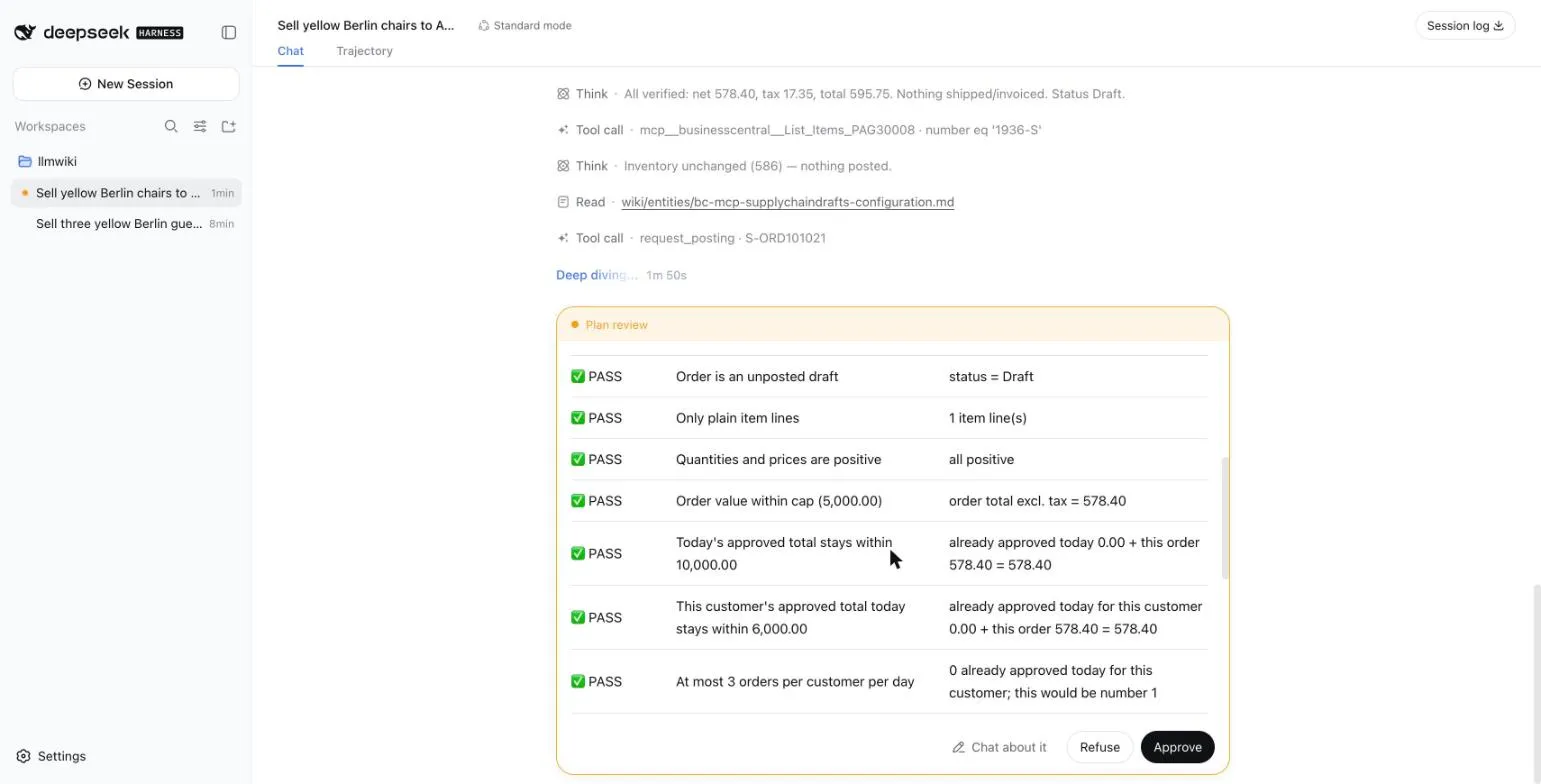 deepseek HARNESS
New Session
Workspaces
llmwiki
Sell yellow Berlin chairs to ... 1min
Sell three yellow Berlin gue... 8min
Settings
Sell yellow Berlin chairs to A... Standard mode
Session log
Chat Trajectory
Think · All verified: net 578.40, tax 17.35, total 595.75. Nothing shipped/invoiced. Status Draft.
Tool call · mcp__businesscentral__List_Items_PAG30008 · number eq '1936-S'
Think · Inventory unchanged (586) — nothing posted.
Read · wiki/entities/bc-mcp-supplychaindrafts-configuration.md
Tool call · request_posting · S-ORD101021
Deep diving... 1m 50s
Plan review
PASS Order is an unposted draft status = Draft
PASS Only plain item lines 1 item line(s)
PASS Quantities and prices are positive all positive
PASS Order value within cap (5,000.00) order total excl. tax = 578.40
PASS Today's approved total stays within
10,000.00
already approved today 0.00 + this order
578.40 = 578.40
PASS This customer's approved total today
stays within 6,000.00
already approved today for this customer
0.00 + this order 578.40 = 578.40
PASS At most 3 orders per customer per day
0 already approved today for this
customer; this would be number 1
Chat about it Refuse Approve